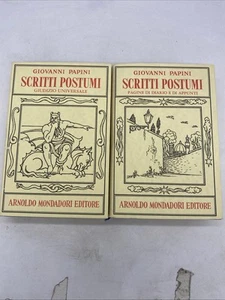 GIOVANNI PAPINI
SCRITTI POSTUMI
GIUDIZIO UNIVERSALE
ARNOLDO MONDADORI EDITORE
GIOVANNI PAPINI
SCRITTI POSTUMI
PAGINE DI DIARIO E DI APPUNTI
ARNOLDO MONDADORI EDITORE